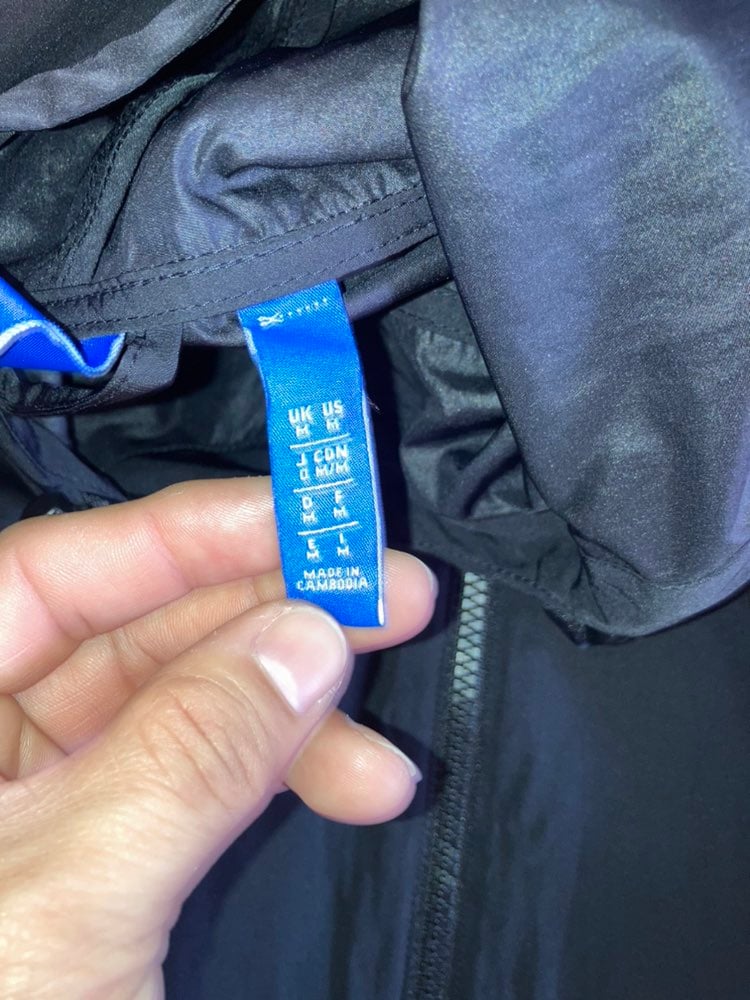 UK US
M M
J CDN
O M/M
D F
M M
E I
M M
MADE IN
CAMBODIA